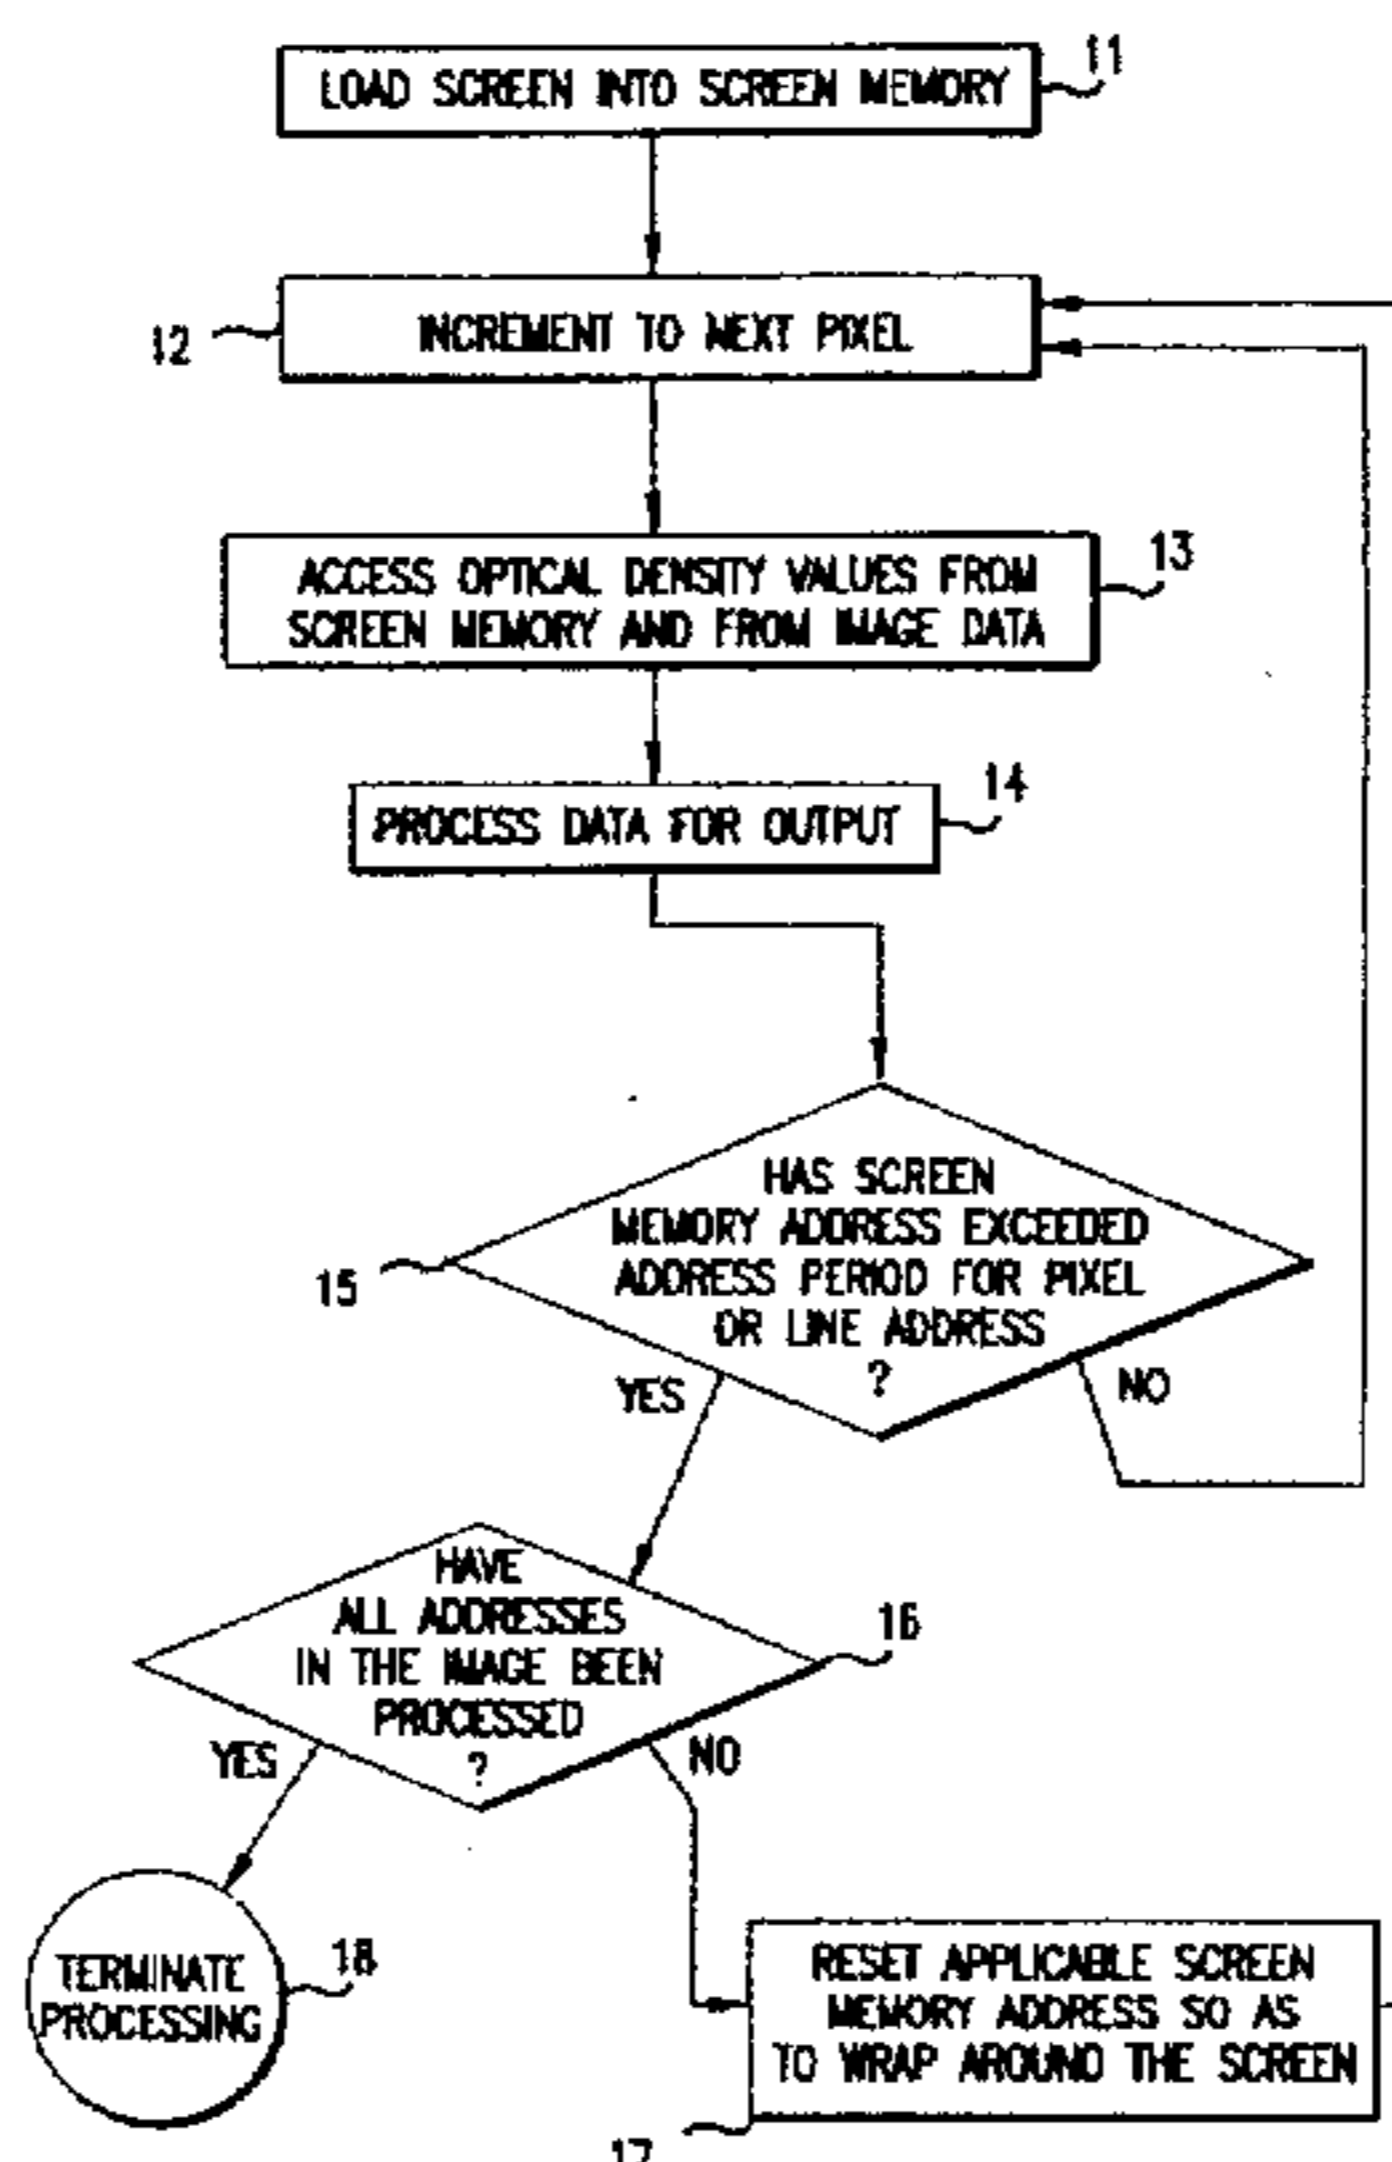 11
LOAD SCREEN INTO SCREEN MEMORY
12
INCREMENT TO NEXT PIXEL
13
ACCESS OPTICAL DENSITY VALUES FROM
SCREEN MEMORY AND FROM IMAGE DATA
14
PROCESS DATA FOR OUTPUT
15
HAS SCREEN
MEMORY ADDRESS EXCEEDED
ADDRESS PERIOD FOR PIXEL
OR LINE ADDRESS
?
YES
NO
16
HAVE
ALL ADDRESSES
IN THE IMAGE BEEN
PROCESSED
?
YES
NO
18
TERMINATE
PROCESSING
RESET APPLICABLE SCREEN
MEMORY ADDRESS SO AS
TO WRAP AROUND THE SCREEN
17